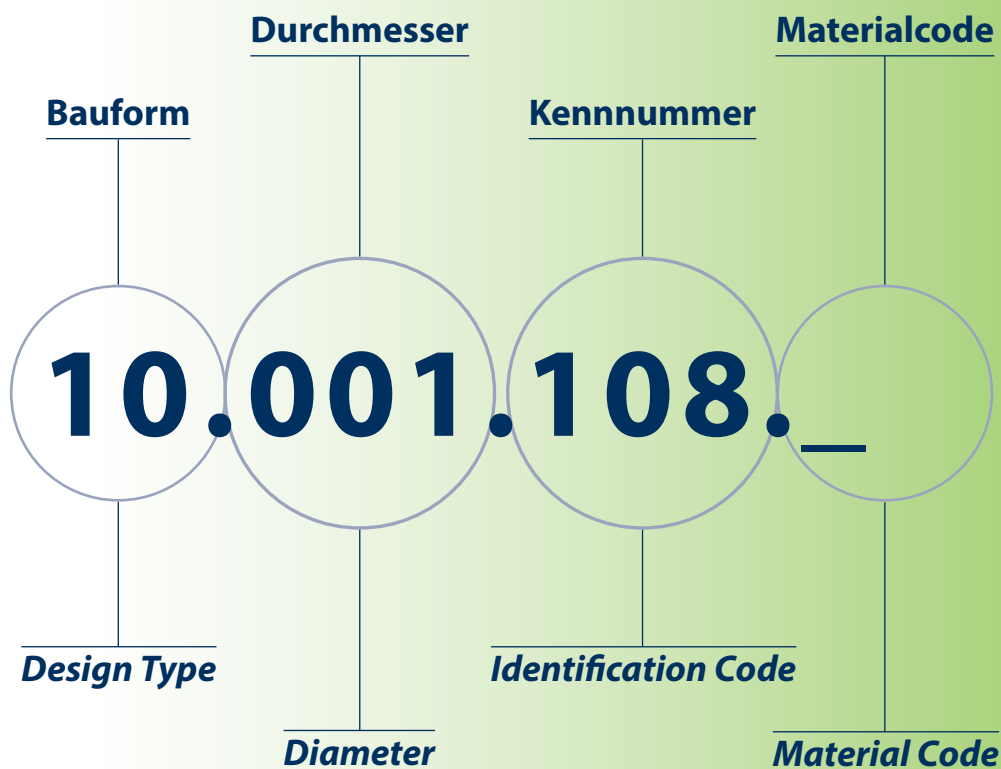 Durchmesser
Materialcode
Bauform
Kennnummer
10.001.108._
Design Type
Identification Code
Diameter
Material Code